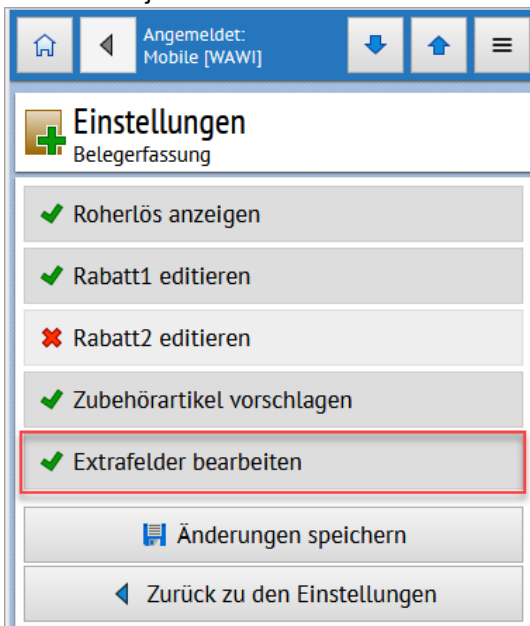 Angemeldet:
Mobile [WAWI]
Einstellungen
Belegerfassung
Roherlös anzeigen
Rabatt1 editieren
Rabatt2 editieren
Zubehörartikel vorschlagen
Extrafelder bearbeiten
Änderungen speichern
Zurück zu den Einstellungen